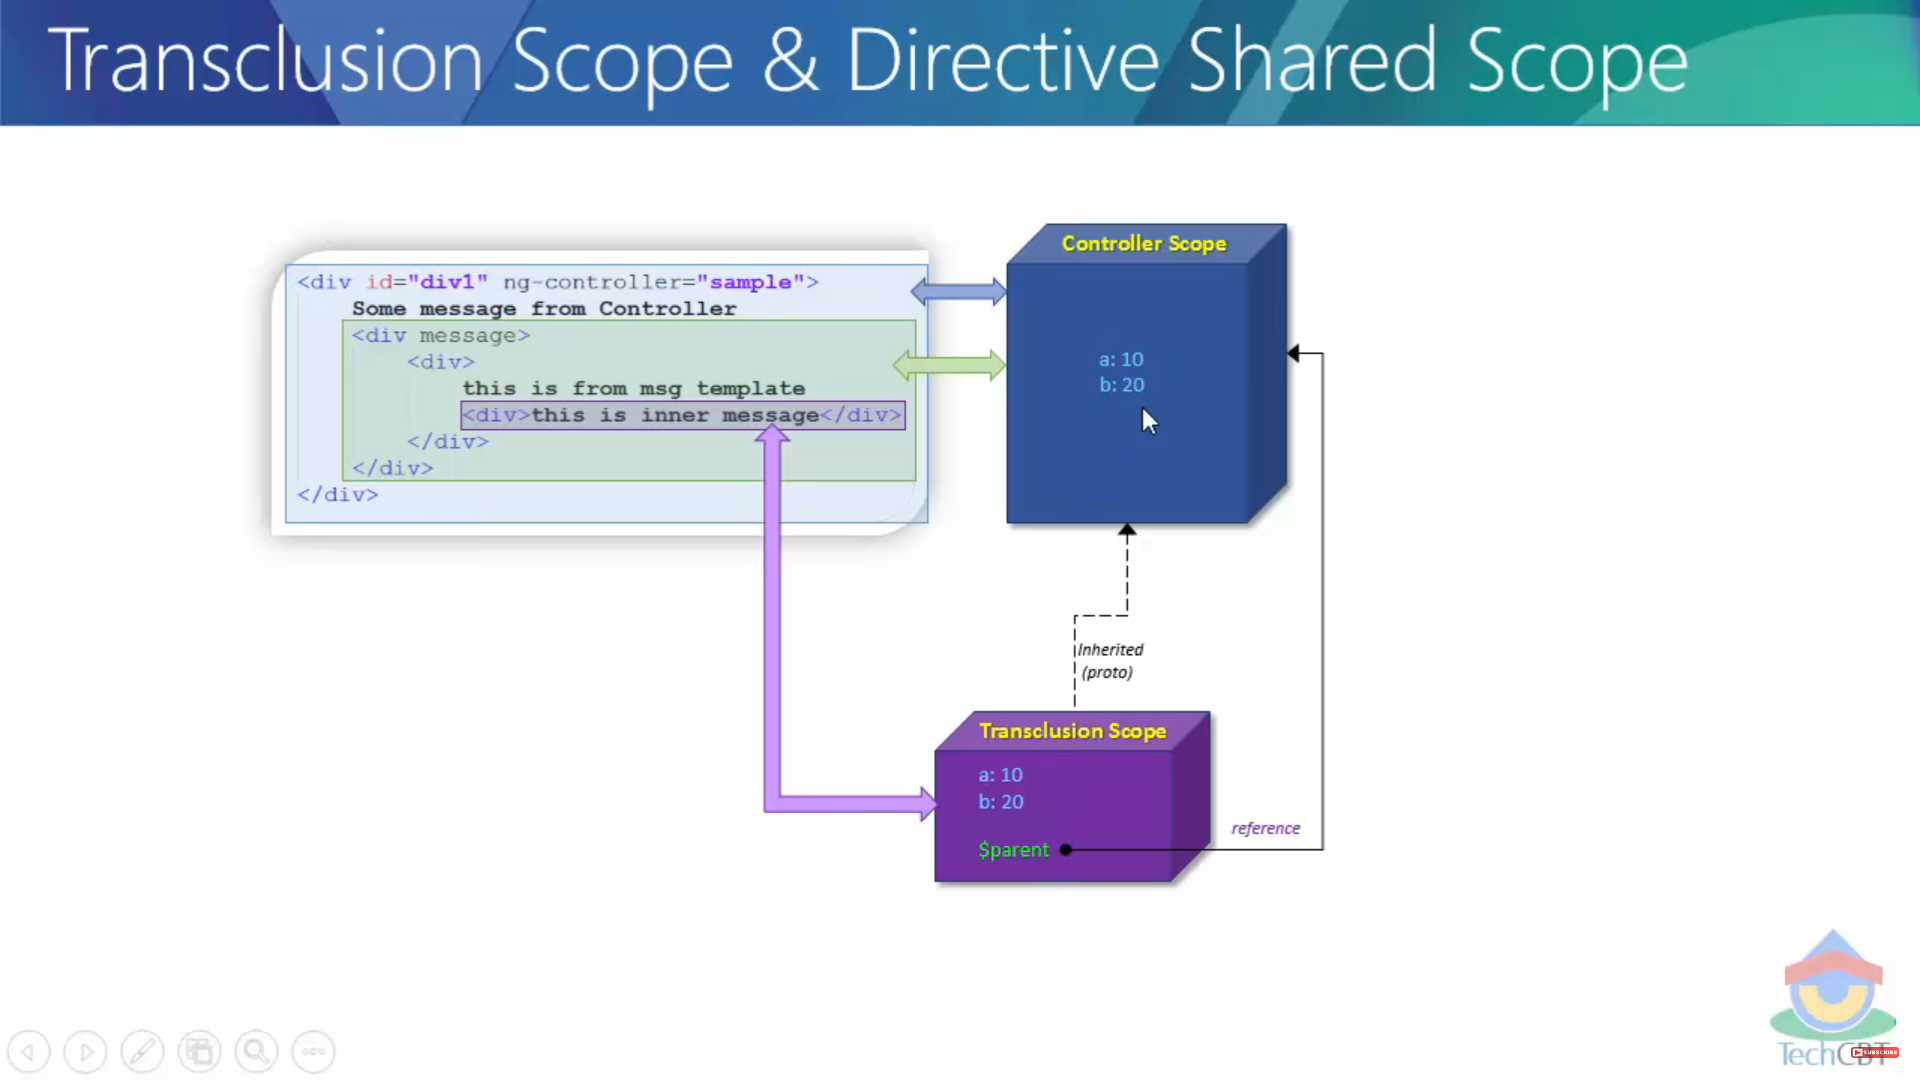 Transclusion Scope & Directive Shared Scope
<div id="div1" ng-controller="sample">
Some message from Controller
<div message>
<div>
this is from msg template
<div>this is inner message</div>
</div>
</div>
</div>
Controller Scope
a: 10
b: 20
Inherited
(proto)
Transclusion Scope
a: 10
b: 20
$parent
reference
TechCBT
SUBSCRIBE